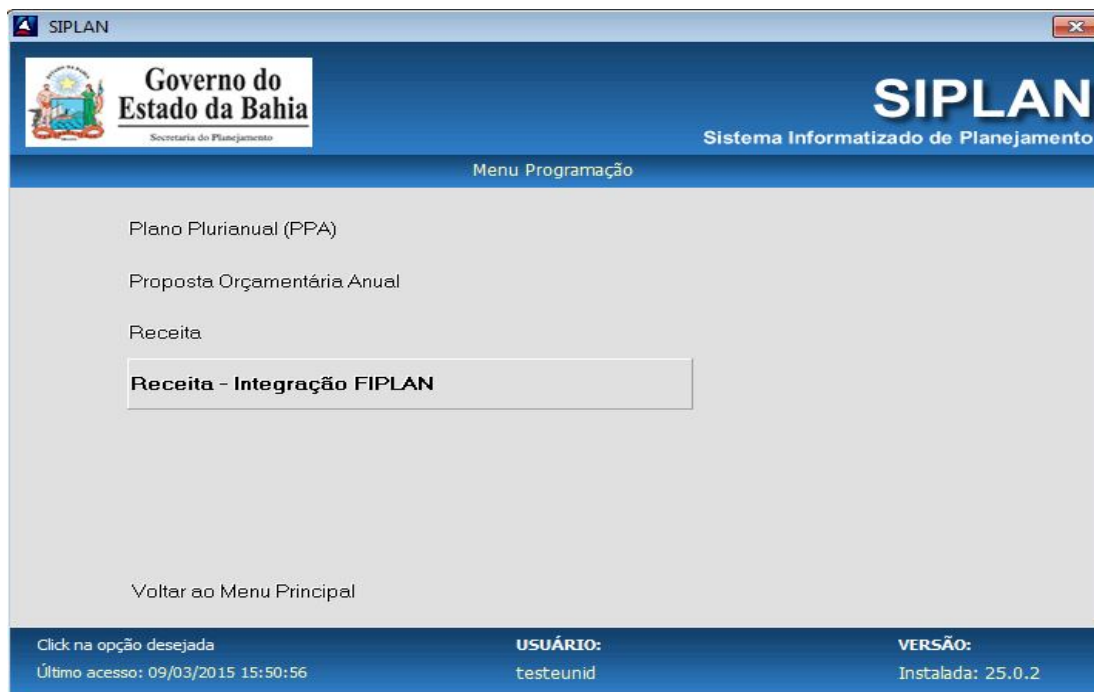 SIPLAN
Governo do
Estado da Bahia
Secretaria do Planejamento
SIPLAN
Sistema Informatizado de Planejamento
Menu Programação
Plano Plurianual (PPA)
Proposta Orçamentária Anual
Receita
Receita - Integração FIPLAN
Voltar ao Menu Principal
Click na opção desejada
USUÁRIO:
VERSÃO:
Último acesso: 09/03/2015 15:50:56
testeunid
Instalada: 25.0.2